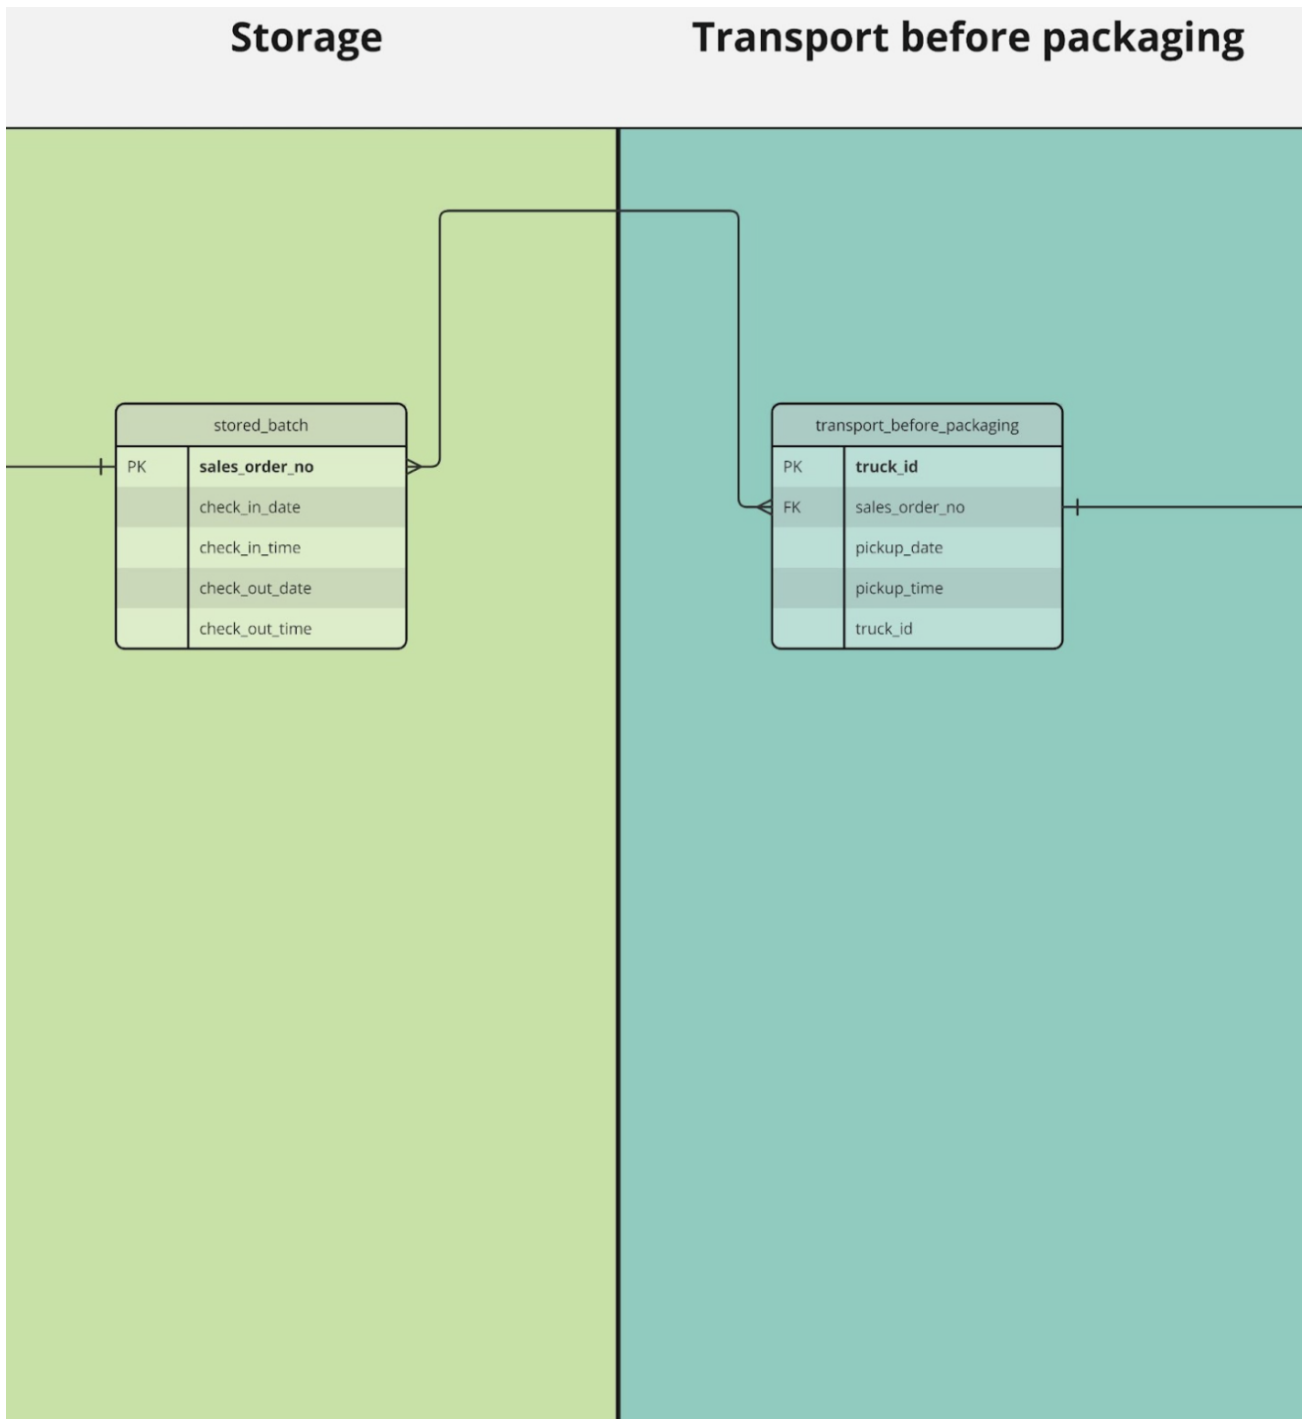 Storage
Transport before packaging
stored_batch
PK sales_order_no
check_in_date
check_in_time
check_out_date
check_out_time
transport_before_packaging
PK truck_id
FK sales_order_no
pickup_date
pickup_time
truck_id